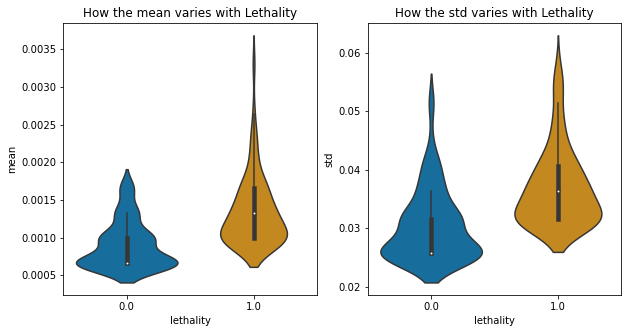 How the mean varies with Lethality
0.0035
0.0030
0.0025
0.0020
0.0015
0.0010
0.0005
mean
0.0
1.0
lethality
How the std varies with Lethality
0.06
0.05
0.04
0.03
0.02
std
0.0
1.0
lethality